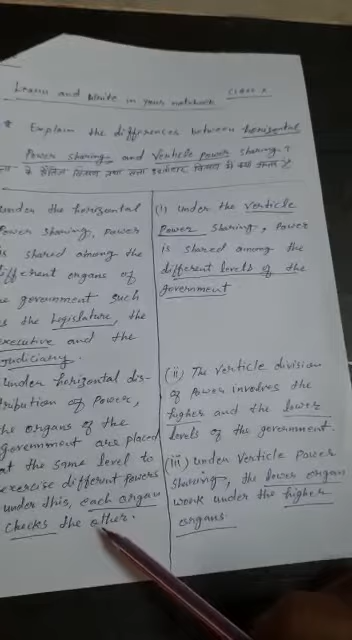 Learn and Write in your notebook Class X
* Explain the differences between horizontal
Power sharing and Verticle power sharing?
under the horizontal
Power sharing, power
is shared among the
different organs of
the government such
as the Legislature, the
executive and the
judiciary.
under horizontal dis-
tribution of Power,
the organs of the
government are placed
at the same level to
exercise different Powers
under this, each organ
checks the other.
(i) under the Verticle
Power Sharing, Power
is shared among the
different levels of the
government
(ii) The Verticle division
of Power involves the
higher and the lower
levels of the government.
(iii) under Verticle Power
Sharing, the lower organ
work under the higher
organs.